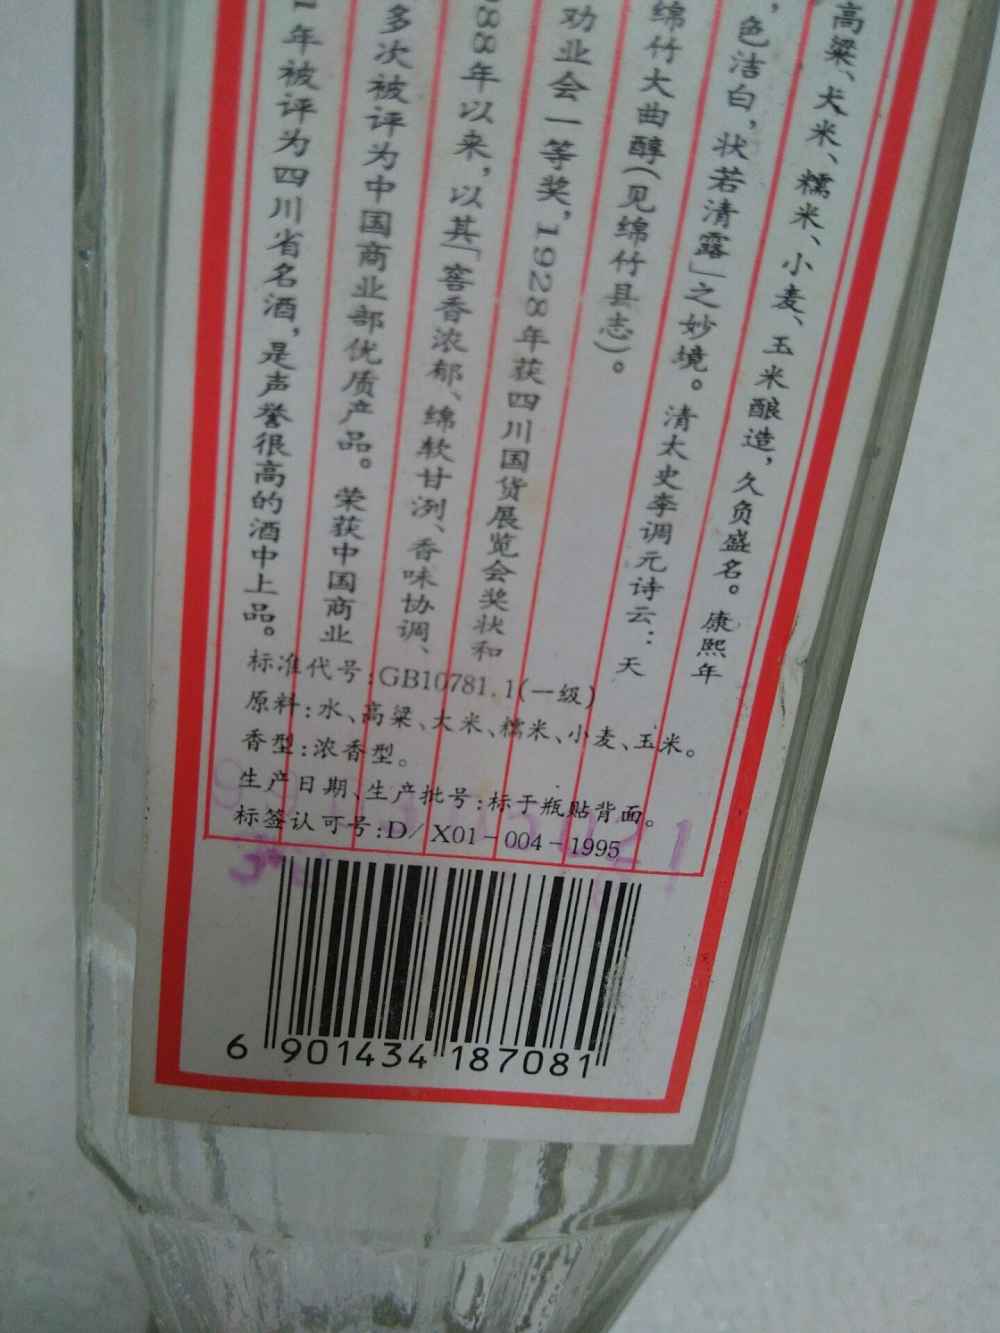 高粱、大米、糯米、小麦、玉米酿造，久负盛名。康熙年
，色洁白，状若清露」之妙境。清太史李调元诗云：天
绵竹大曲醇（见绵竹县志）。
劝业会一等奖，1928年获四川国货展览会奖状和
988年以来，以其「窖香浓郁、绵软甘洌、香味协调、
多次被评为中国商业部优质产品。荣获中国商业
1年被评为四川省名酒，是声誉很高的酒中上品。
标准代号：GB10781.1（一级）
原料：水、高粱、大米、糯米、小麦、玉米。
香型：浓香型。
生产日期、生产批号：标于瓶贴背面。
标签认可号：D/X01-004-1995
6 901434 187081